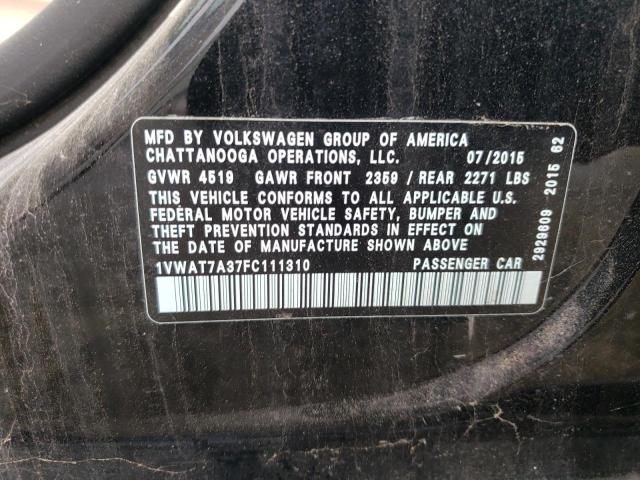 MFD BY VOLKSWAGEN GROUP OF AMERICA
CHATTANOOGA OPERATIONS, LLC. 07/2015
GVWR 4519 GAWR FRONT 2359 / REAR 2271 LBS
THIS VEHICLE CONFORMS TO ALL APPLICABLE U.S.
FEDERAL MOTOR VEHICLE SAFETY, BUMPER AND
THEFT PREVENTION STANDARDS IN EFFECT ON
THE DATE OF MANUFACTURE SHOWN ABOVE.
1VWAT7A37FC111310 PASSENGER CAR
2929609 2015 62